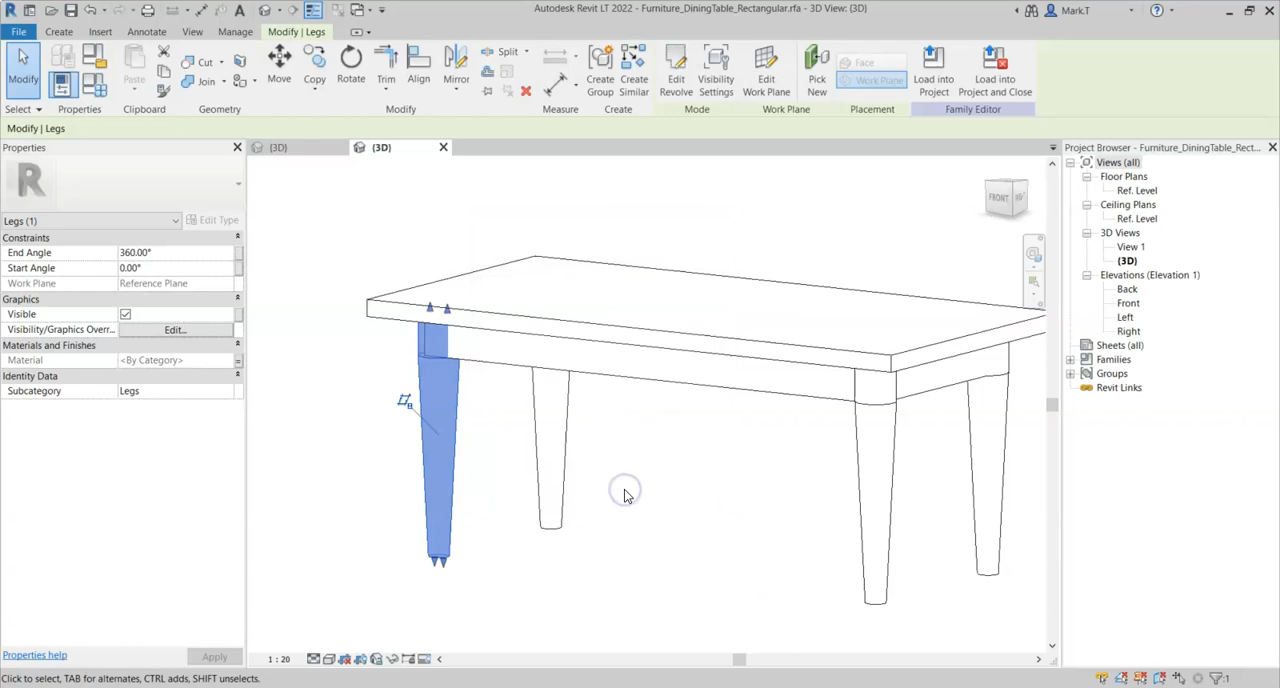 Autodesk Revit LT 2022 - Furniture_DiningTable_Rectangular.rfa - 3D View: {3D}
Mark.T
File Create Insert Annotate View Manage Modify | Legs
Modify
Paste
Cut
Join
Move
Copy
Rotate
Trim
Align
Mirror
Split
Create Group
Create Similar
Edit Revolve
Visibility Settings
Edit Work Plane
Pick New
Face
Work Plane
Load into Project
Load into Project and Close
Select Properties Clipboard Geometry Modify Measure Create Mode Work Plane Placement Family Editor
Modify | Legs
Properties
{3D}
{3D}
Legs (1)
Edit Type
Constraints
End Angle 360.00°
Start Angle 0.00°
Work Plane Reference Plane
Graphics
Visible
Visibility/Graphics Overr... Edit...
Materials and Finishes
Material <By Category>
Identity Data
Subcategory Legs
Properties help
Apply
FRONT
1 : 20
Project Browser - Furniture_DiningTable_Rect...
Views (all)
Floor Plans
Ref. Level
Ceiling Plans
Ref. Level
3D Views
View 1
{3D}
Elevations (Elevation 1)
Back
Front
Left
Right
Sheets (all)
Families
Groups
Revit Links
Click to select, TAB for alternates, CTRL adds, SHIFT unselects.
:1